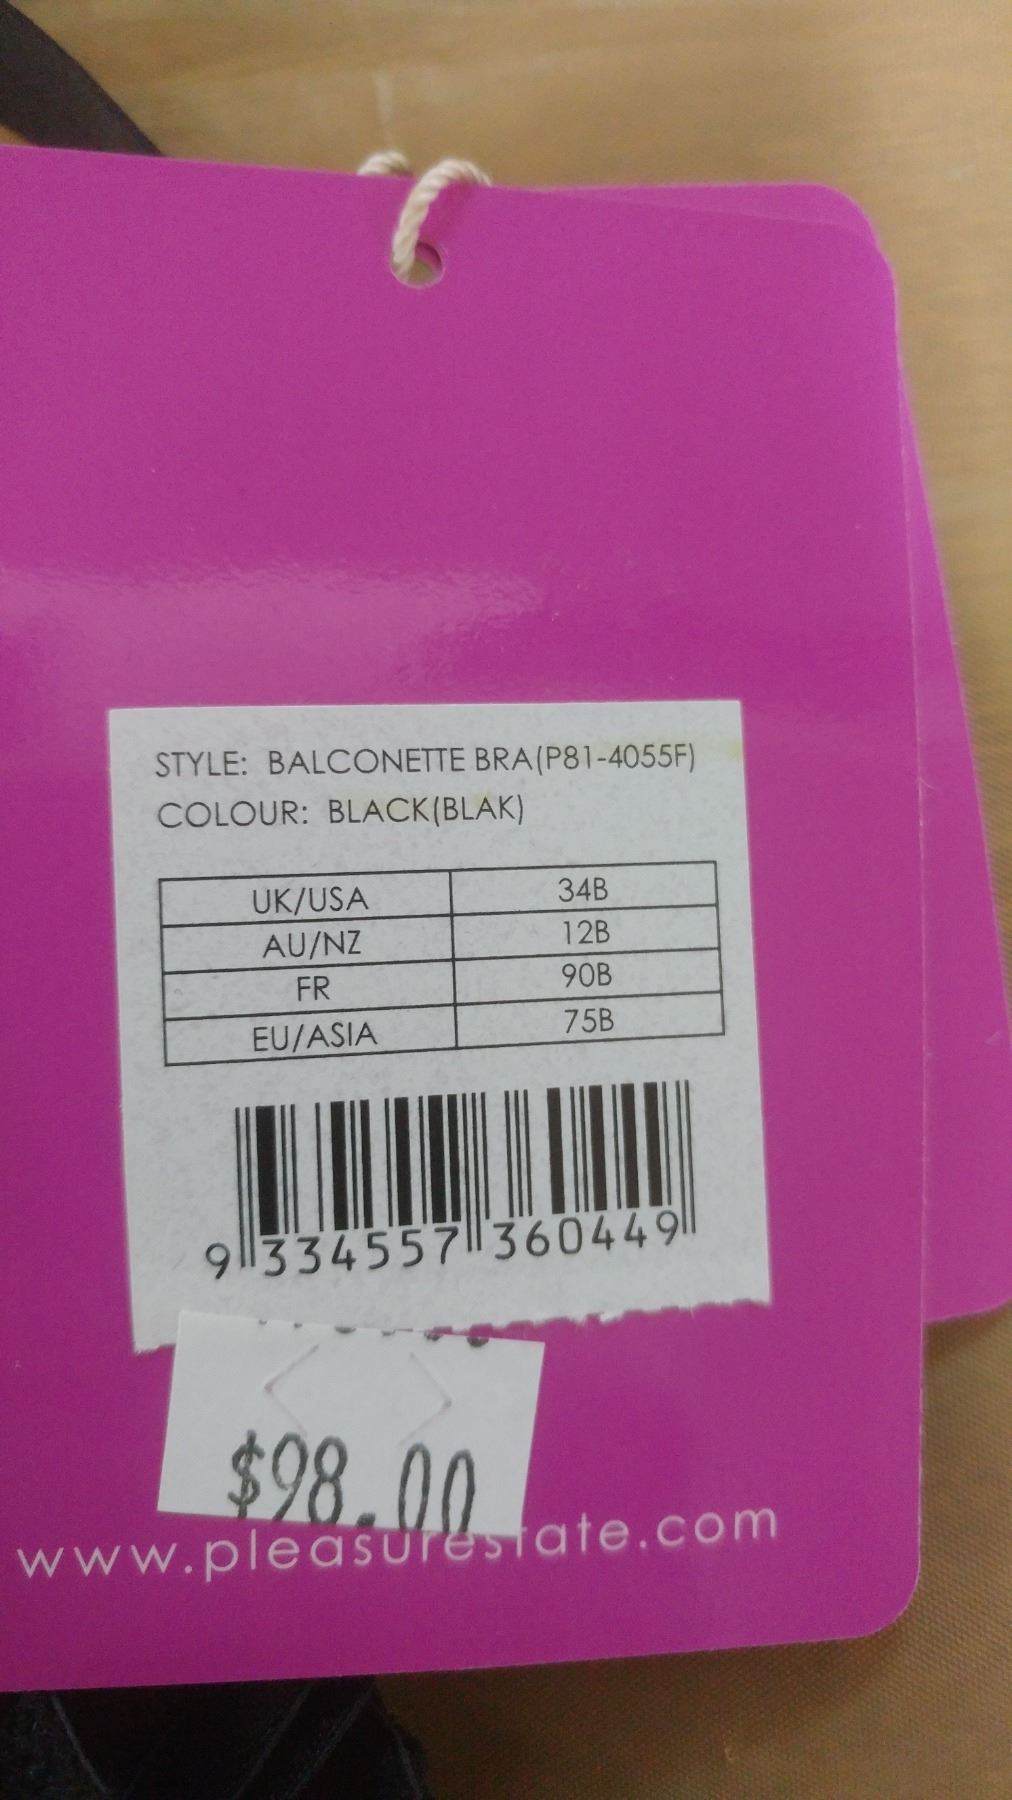 STYLE: BALCONETTE BRA(P81-4055F)
COLOUR: BLACK(BLAK)
UK/USA 34B
AU/NZ 12B
FR 90B
EU/ASIA 75B
9 334557 360449
$98.00
www.pleasurestate.com